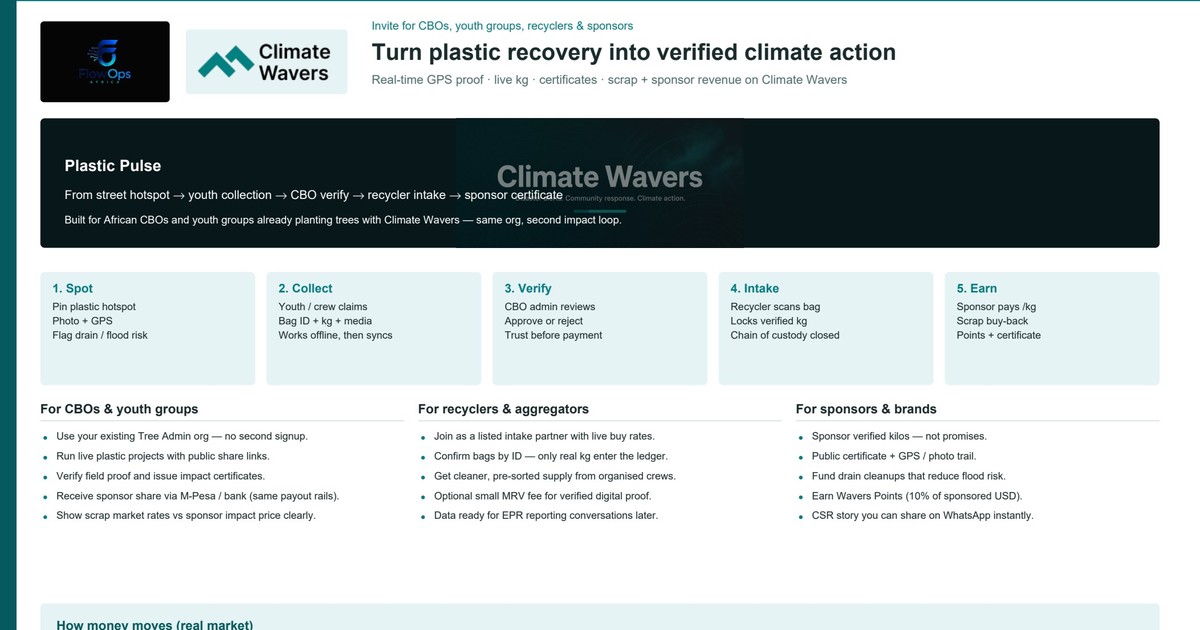 FlowOps
AFRICA
Climate
Wavers
Invite for CBOs, youth groups, recyclers & sponsors
Turn plastic recovery into verified climate action
Real-time GPS proof · live kg · certificates · scrap + sponsor revenue on Climate Wavers
Plastic Pulse
Climate Wavers
From street hotspot → youth collection → CBO verify → recycler intake → sponsor certificate
Community response. Climate action.
Built for African CBOs and youth groups already planting trees with Climate Wavers — same org, second impact loop.
1. Spot
Pin plastic hotspot
Photo + GPS
Flag drain / flood risk
2. Collect
Youth / crew claims
Bag ID + kg + media
Works offline, then syncs
3. Verify
CBO admin reviews
Approve or reject
Trust before payment
4. Intake
Recycler scans bag
Locks verified kg
Chain of custody closed
5. Earn
Sponsor pays /kg
Scrap buy-back
Points + certificate
For CBOs & youth groups
• Use your existing Tree Admin org — no second signup.
• Run live plastic projects with public share links.
• Verify field proof and issue impact certificates.
• Receive sponsor share via M-Pesa / bank (same payout rails).
• Show scrap market rates vs sponsor impact price clearly.
For recyclers & aggregators
• Join as a listed intake partner with live buy rates.
• Confirm bags by ID — only real kg enter the ledger.
• Get cleaner, pre-sorted supply from organised crews.
• Optional small MRV fee for verified digital proof.
• Data ready for EPR reporting conversations later.
For sponsors & brands
• Sponsor verified kilos — not promises.
• Public certificate + GPS / photo trail.
• Fund drain cleanups that reduce flood risk.
• Earn Wavers Points (10% of sponsored USD).
• CSR story you can share on WhatsApp instantly.
How money moves (real market)